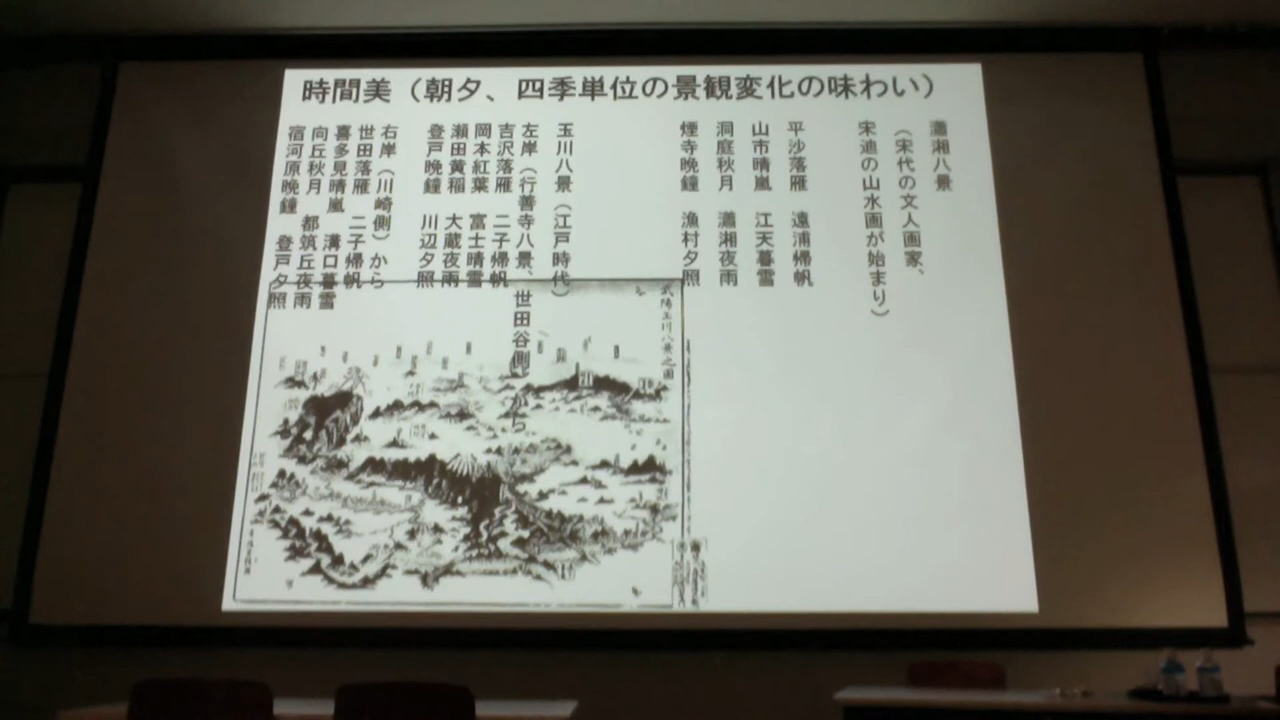 時間美（朝夕、四季単位の景観変化の味わい）
瀟湘八景
（宋代の文人画家、
宋迪の山水画が始まり）
平沙落雁　遠浦帰帆
山市晴嵐　江天暮雪
洞庭秋月　瀟湘夜雨
煙寺晩鐘　漁村夕照
玉川八景（江戸時代）
左岸（行善寺八景、世田谷側）から
吉沢落雁　二子帰帆
岡本紅葉　富士晴雪
瀬田黄稲　大蔵夜雨
登戸晩鐘　川辺夕照
右岸（川崎側）から
世田落雁　二子帰帆
喜多見晴嵐　溝口暮雪
向丘秋月　都筑丘夜雨
宿河原晩鐘　登戸夕照
武陽玉川八景之図